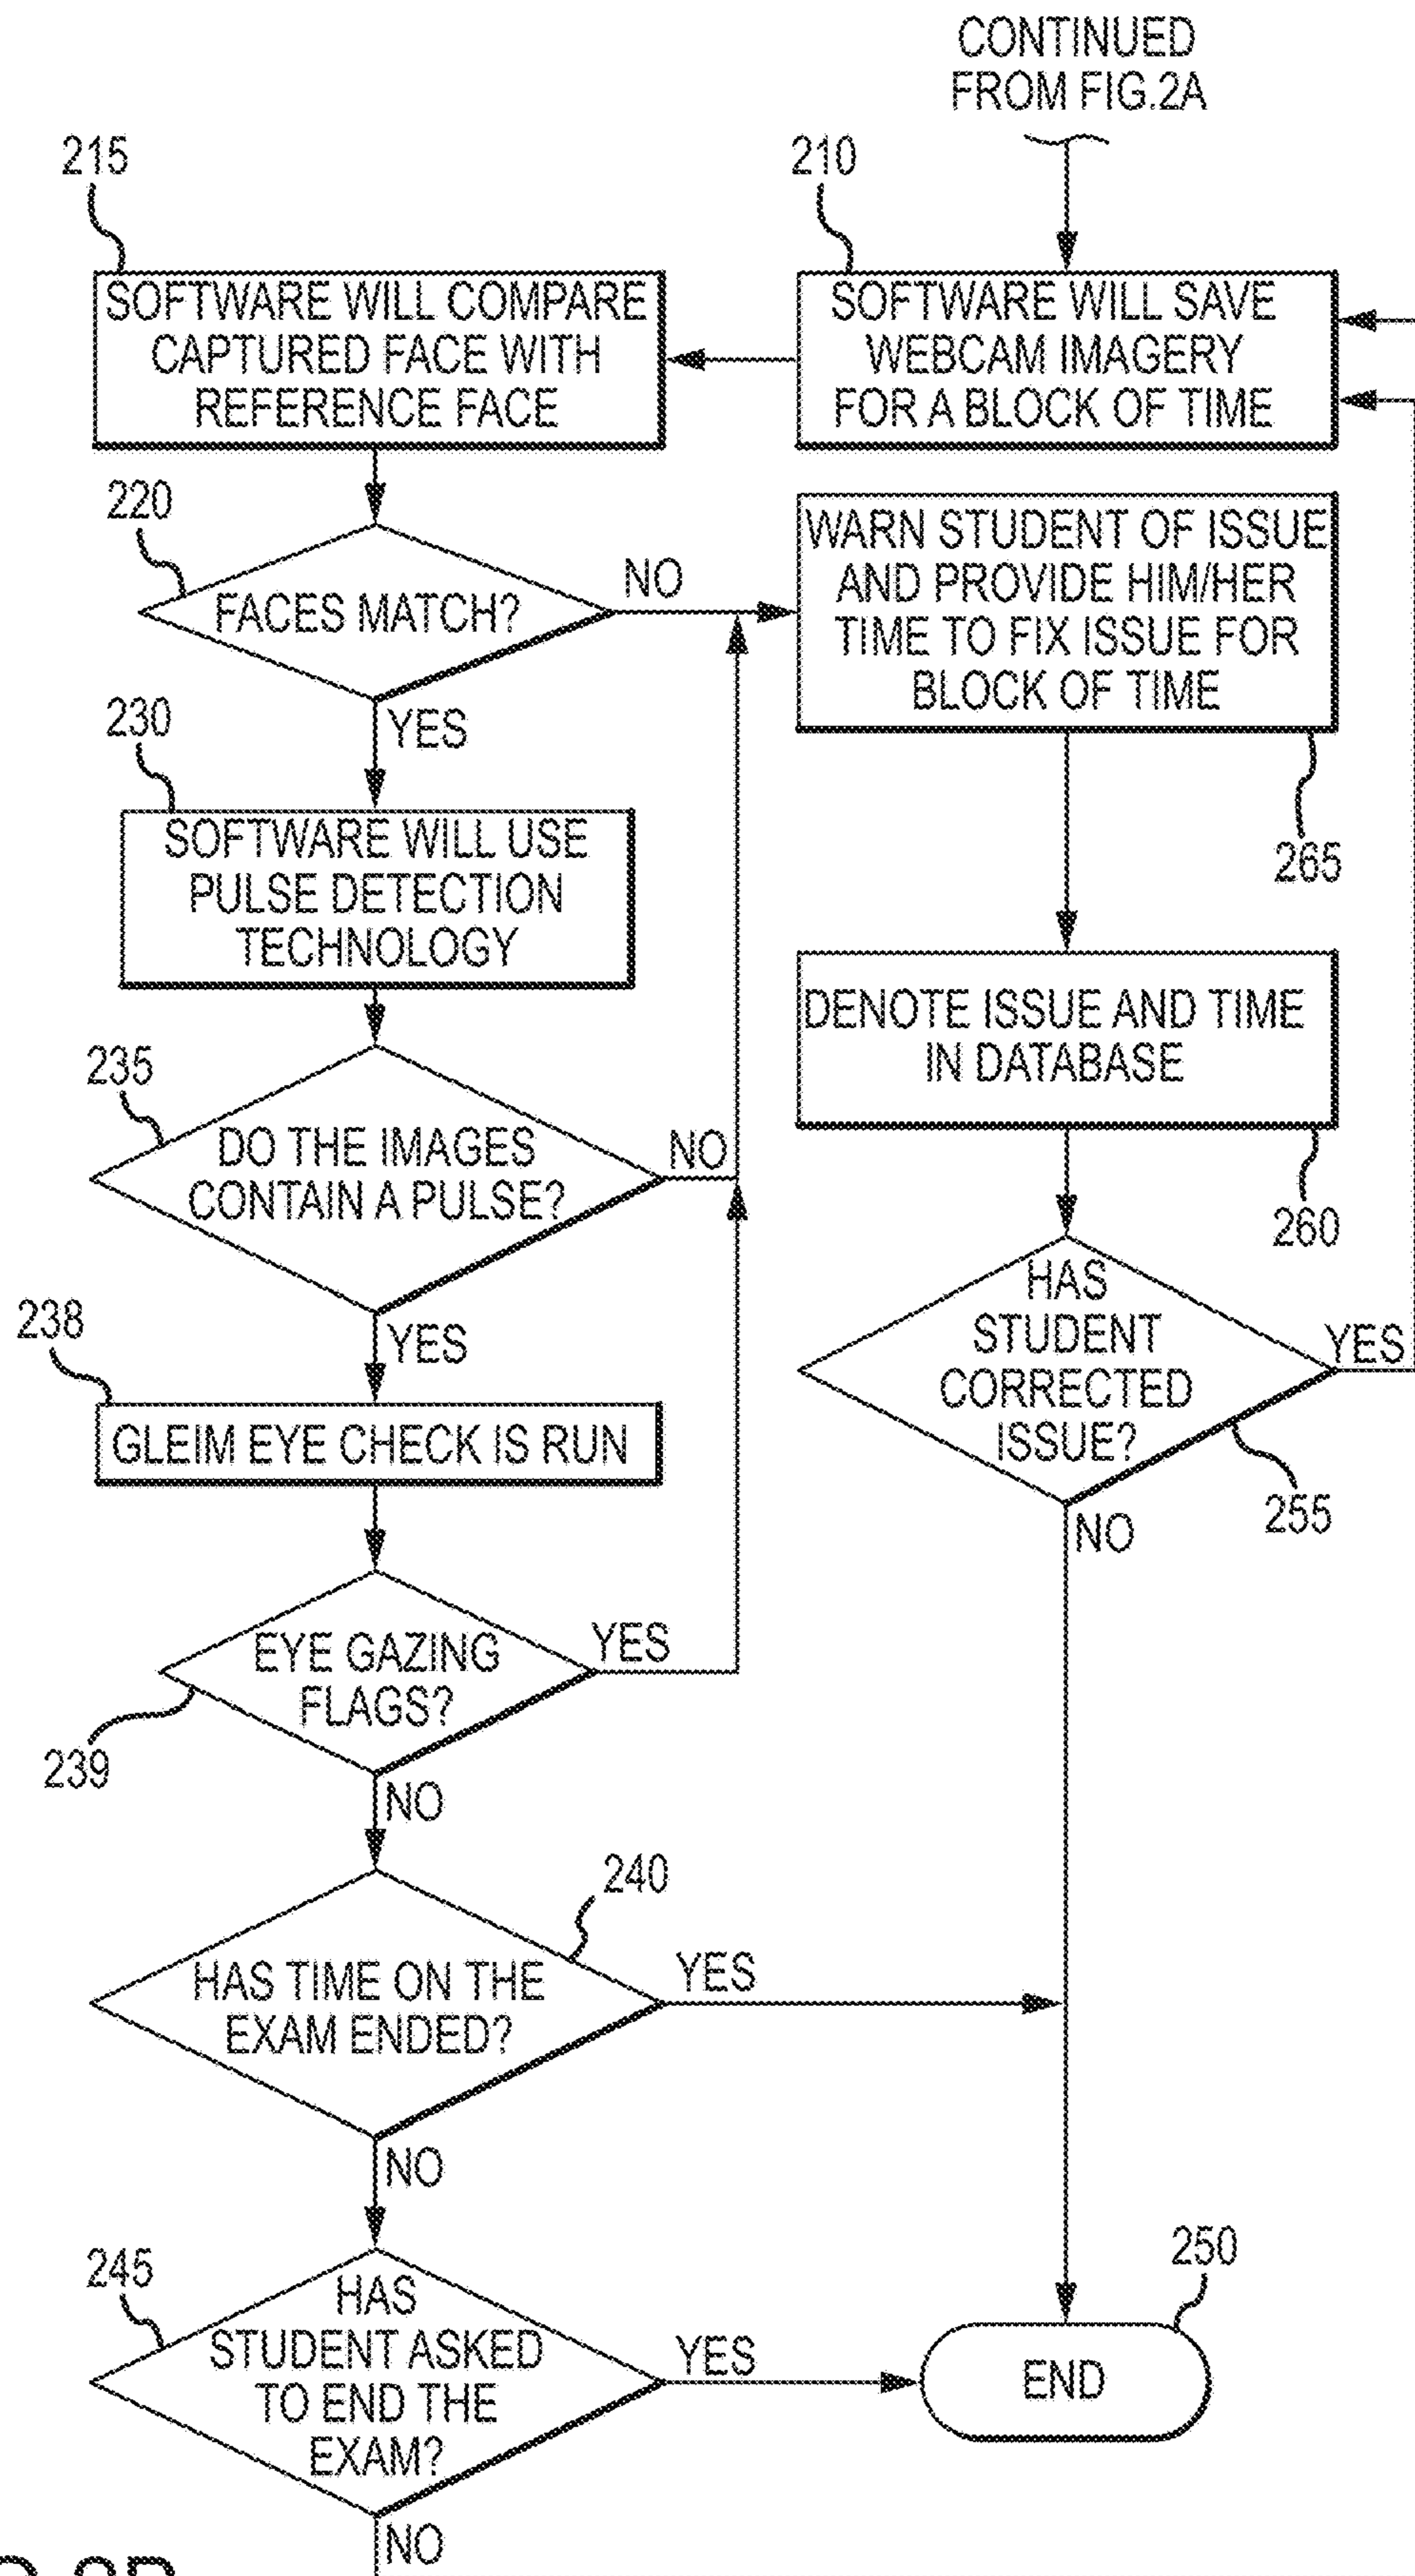 CONTINUED
FROM FIG.2A
215
210
SOFTWARE WILL COMPARE
CAPTURED FACE WITH
REFERENCE FACE
SOFTWARE WILL SAVE
WEBCAM IMAGERY
FOR A BLOCK OF TIME
220
FACES MATCH?
NO
YES
WARN STUDENT OF ISSUE
AND PROVIDE HIM/HER
TIME TO FIX ISSUE FOR
BLOCK OF TIME
265
230
SOFTWARE WILL USE
PULSE DETECTION
TECHNOLOGY
DENOTE ISSUE AND TIME
IN DATABASE
260
235
DO THE IMAGES
CONTAIN A PULSE?
NO
YES
HAS
STUDENT
CORRECTED
ISSUE?
YES
255
NO
238
GLEIM EYE CHECK IS RUN
EYE GAZING
FLAGS?
YES
239
NO
240
HAS TIME ON THE
EXAM ENDED?
YES
NO
245
HAS
STUDENT ASKED
TO END THE
EXAM?
YES
250
END
NO